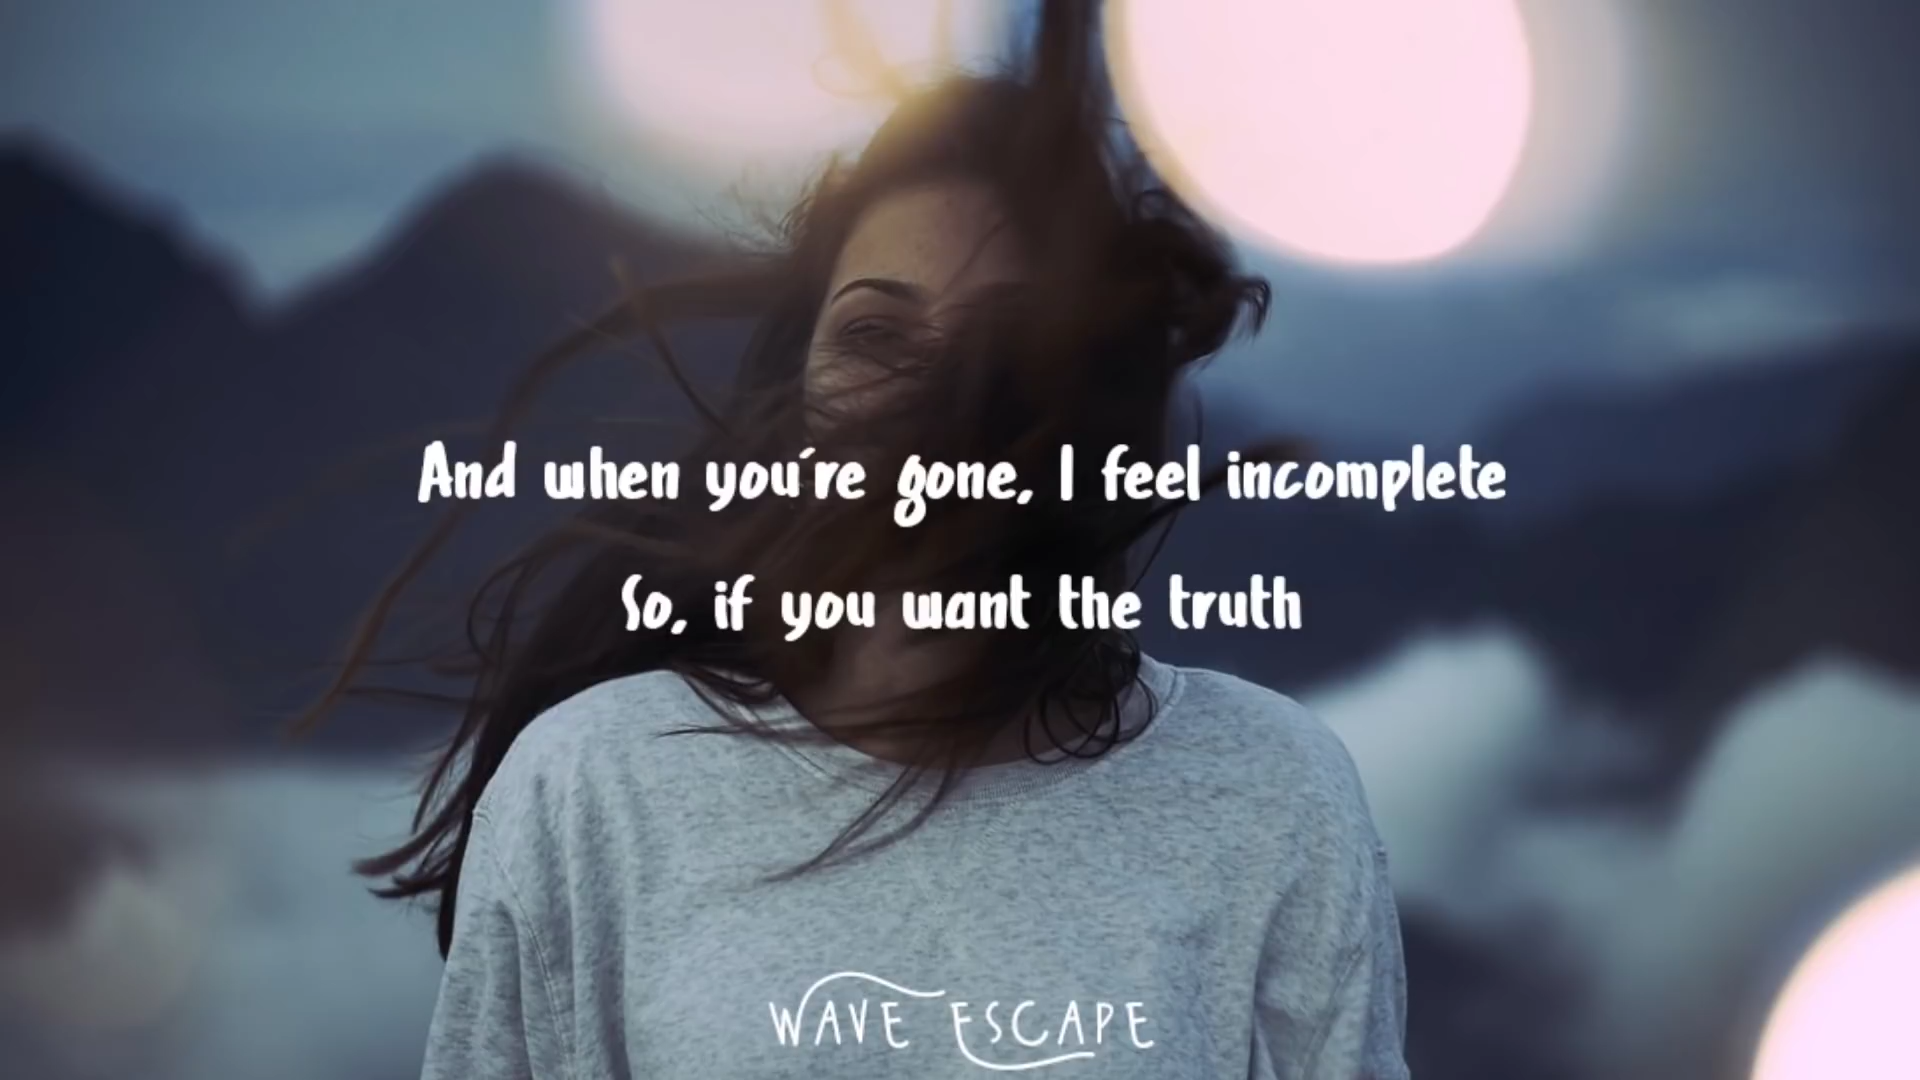 And when you're gone, I feel incomplete
So, if you want the truth
WAVE ESCAPE